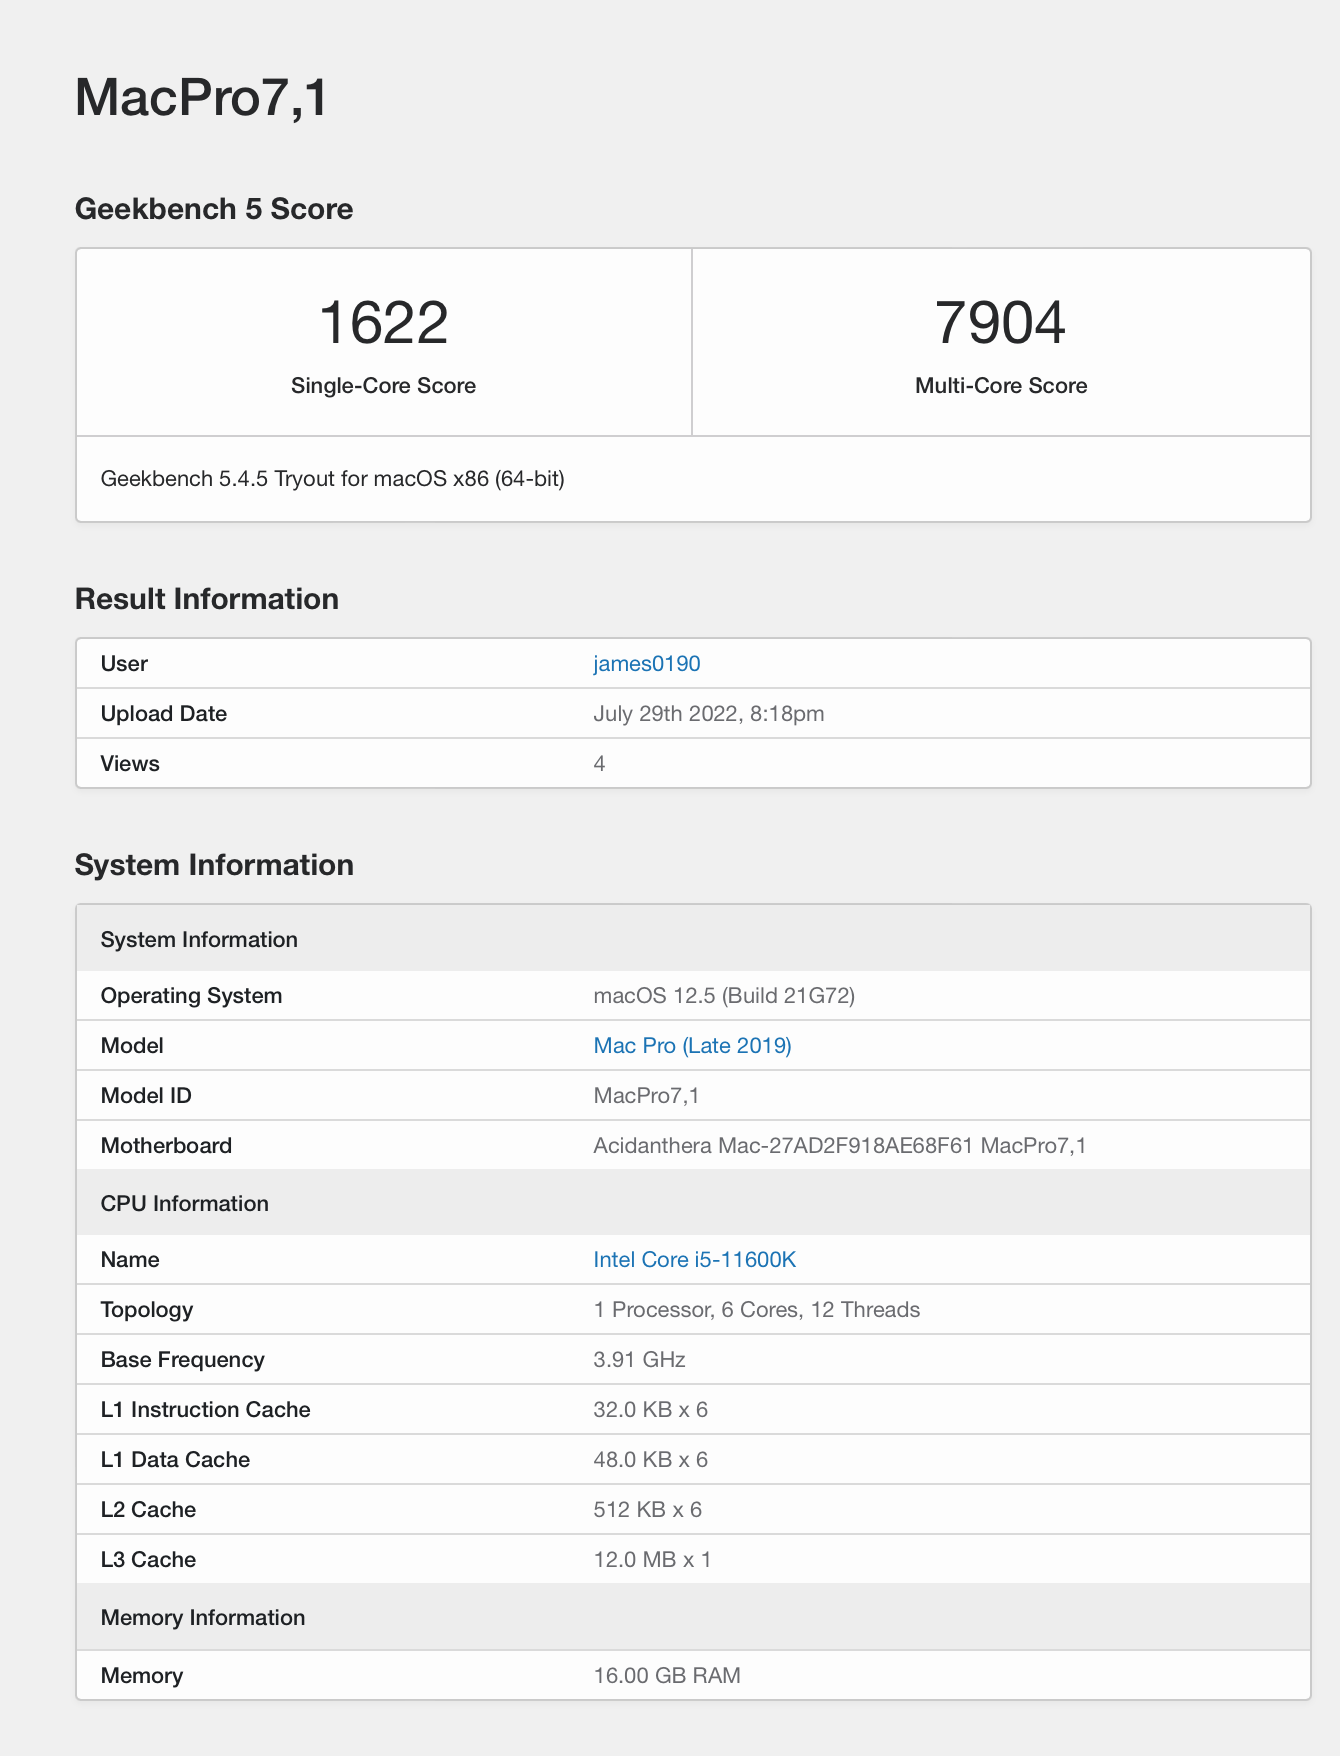 MacPro7,1
Geekbench 5 Score
1622 7904
Single-Core Score Multi-Core Score
Geekbench 5.4.5 Tryout for macOS x86 (64-bit)
Result Information
User james0190
Upload Date July 29th 2022, 8:18pm
Views 4
System Information
System Information
Operating System macOS 12.5 (Build 21G72)
Model Mac Pro (Late 2019)
Model ID MacPro7,1
Motherboard Acidanthera Mac-27AD2F918AE68F61 MacPro7,1
CPU Information
Name Intel Core i5-11600K
Topology 1 Processor, 6 Cores, 12 Threads
Base Frequency 3.91 GHz
L1 Instruction Cache 32.0 KB x 6
L1 Data Cache 48.0 KB x 6
L2 Cache 512 KB x 6
L3 Cache 12.0 MB x 1
Memory Information
Memory 16.00 GB RAM